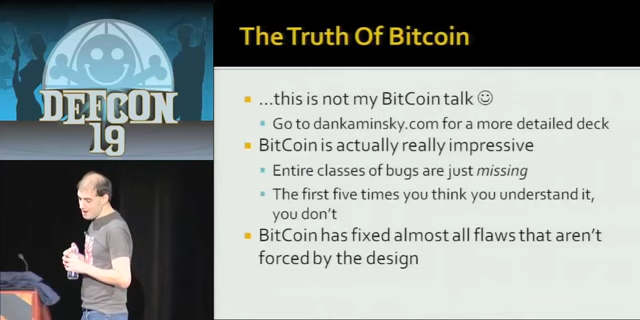 DEFCON
19
The Truth Of Bitcoin
...this is not my BitCoin talk ☺
Go to dankaminsky.com for a more detailed deck
BitCoin is actually really impressive
Entire classes of bugs are just missing
The first five times you think you understand it,
you don't
BitCoin has fixed almost all flaws that aren't
forced by the design